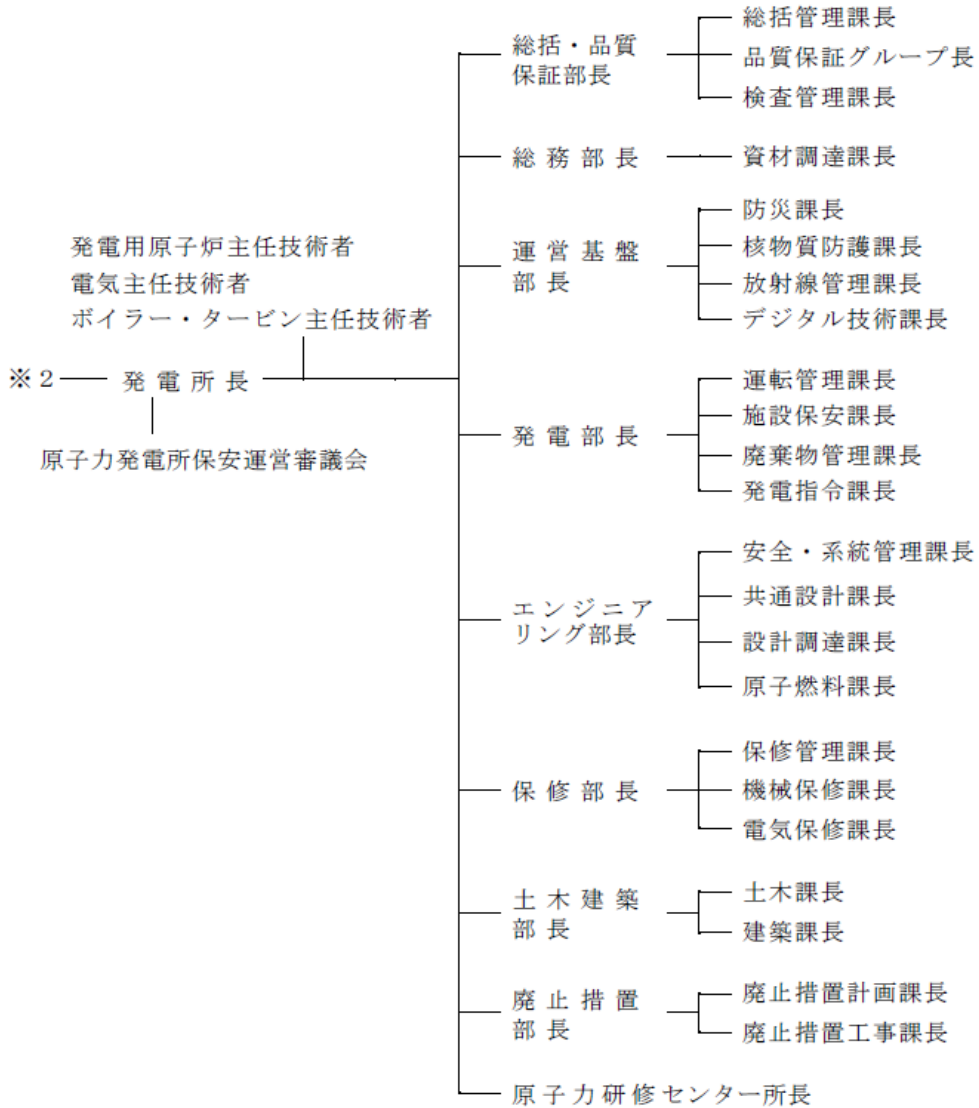 発電用原子炉主任技術者
電気主任技術者
ボイラー・タービン主任技術者
※2
発電所長
原子力発電所保安運営審議会
総括・品質
保証部長
総括管理課長
品質保証グループ長
検査管理課長
総務部長
資材調達課長
運営基盤
部長
防災課長
核物質防護課長
放射線管理課長
デジタル技術課長
発電部長
運転管理課長
施設保安課長
廃棄物管理課長
発電指令課長
エンジニア
リング部長
安全・系統管理課長
共通設計課長
設計調達課長
原子燃料課長
保修部長
保修管理課長
機械保修課長
電気保修課長
土木建築
部長
土木課長
建築課長
廃止措置
部長
廃止措置計画課長
廃止措置工事課長
原子力研修センター所長